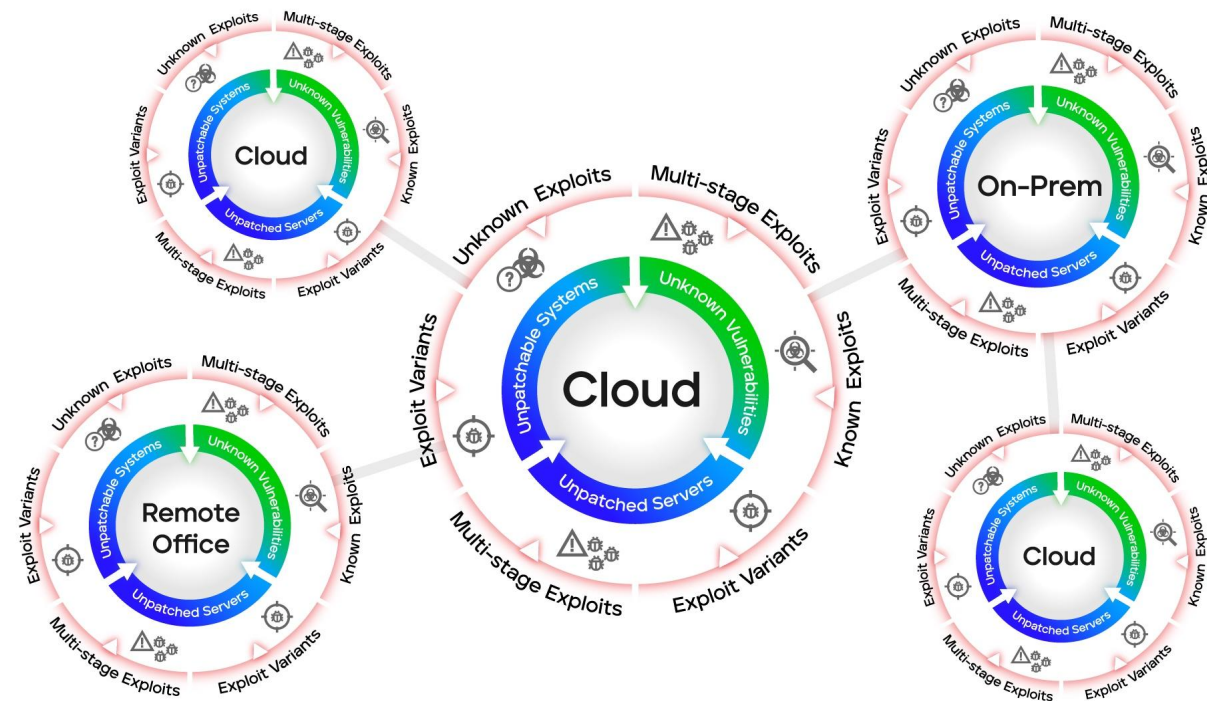 Unknown Exploits
Multi-stage Exploits
Known Exploits
Exploit Variants
Multi-stage Exploits
Exploit Variants
Unpatchable Systems
Unknown Vulnerabilities
Unpatched Servers
Cloud
Unknown Exploits
Multi-stage Exploits
Known Exploits
Exploit Variants
Multi-stage Exploits
Exploit Variants
Unpatchable Systems
Unknown Vulnerabilities
Unpatched Servers
On-Prem
Unknown Exploits
Multi-stage Exploits
Known Exploits
Exploit Variants
Multi-stage Exploits
Exploit Variants
Unpatchable Systems
Unknown Vulnerabilities
Unpatched Servers
Cloud
Unknown Exploits
Multi-stage Exploits
Known Exploits
Exploit Variants
Multi-stage Exploits
Exploit Variants
Unpatchable Systems
Unknown Vulnerabilities
Unpatched Servers
Remote
Office
Unknown Exploits
Multi-stage Exploits
Known Exploits
Exploit Variants
Multi-stage Exploits
Exploit Variants
Unpatchable Systems
Unknown Vulnerabilities
Unpatched Servers
Cloud